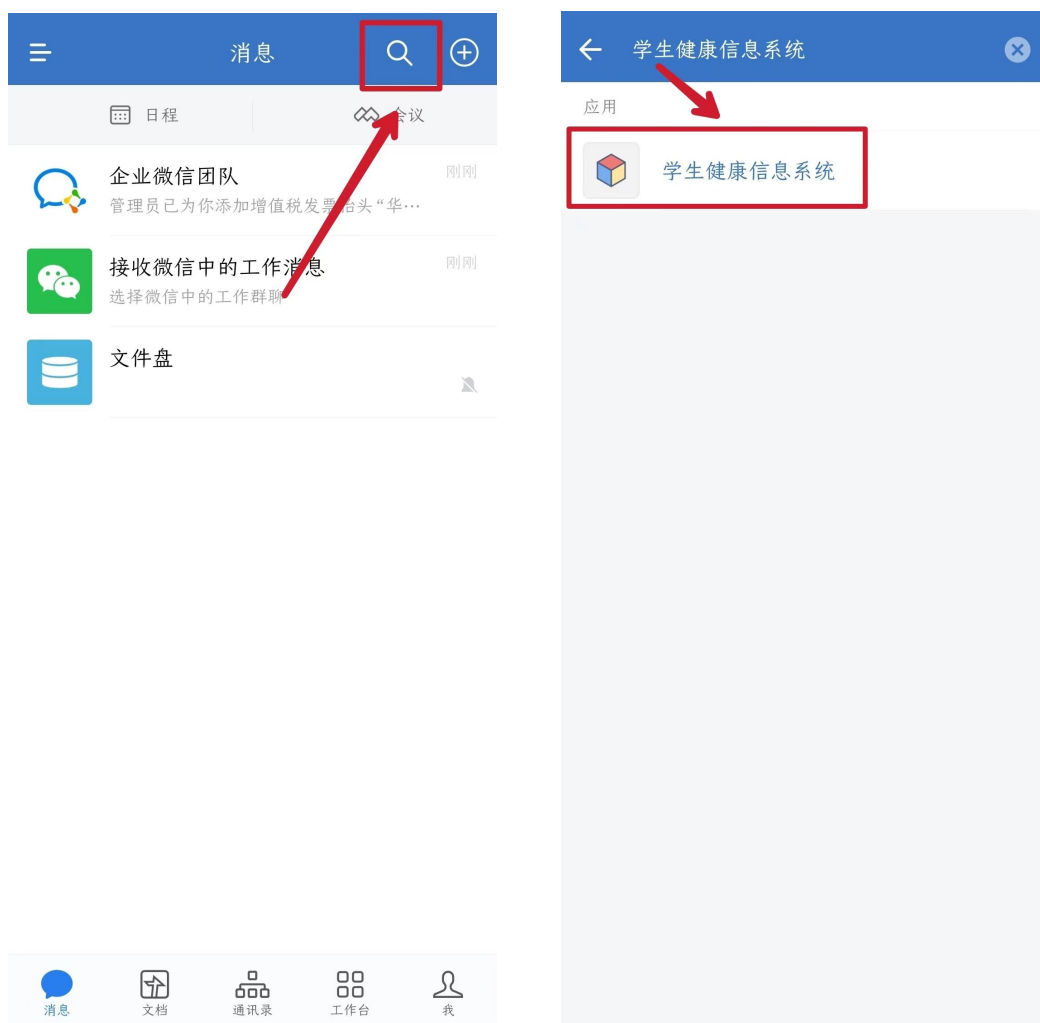 消息
日程
会议
企业微信团队
刚刚
管理员已为你添加增值税发票抬头“华…
接收微信中的工作消息
刚刚
选择微信中的工作群聊
文件盘
消息
文档
通讯录
工作台
我
学生健康信息系统
应用
学生健康信息系统